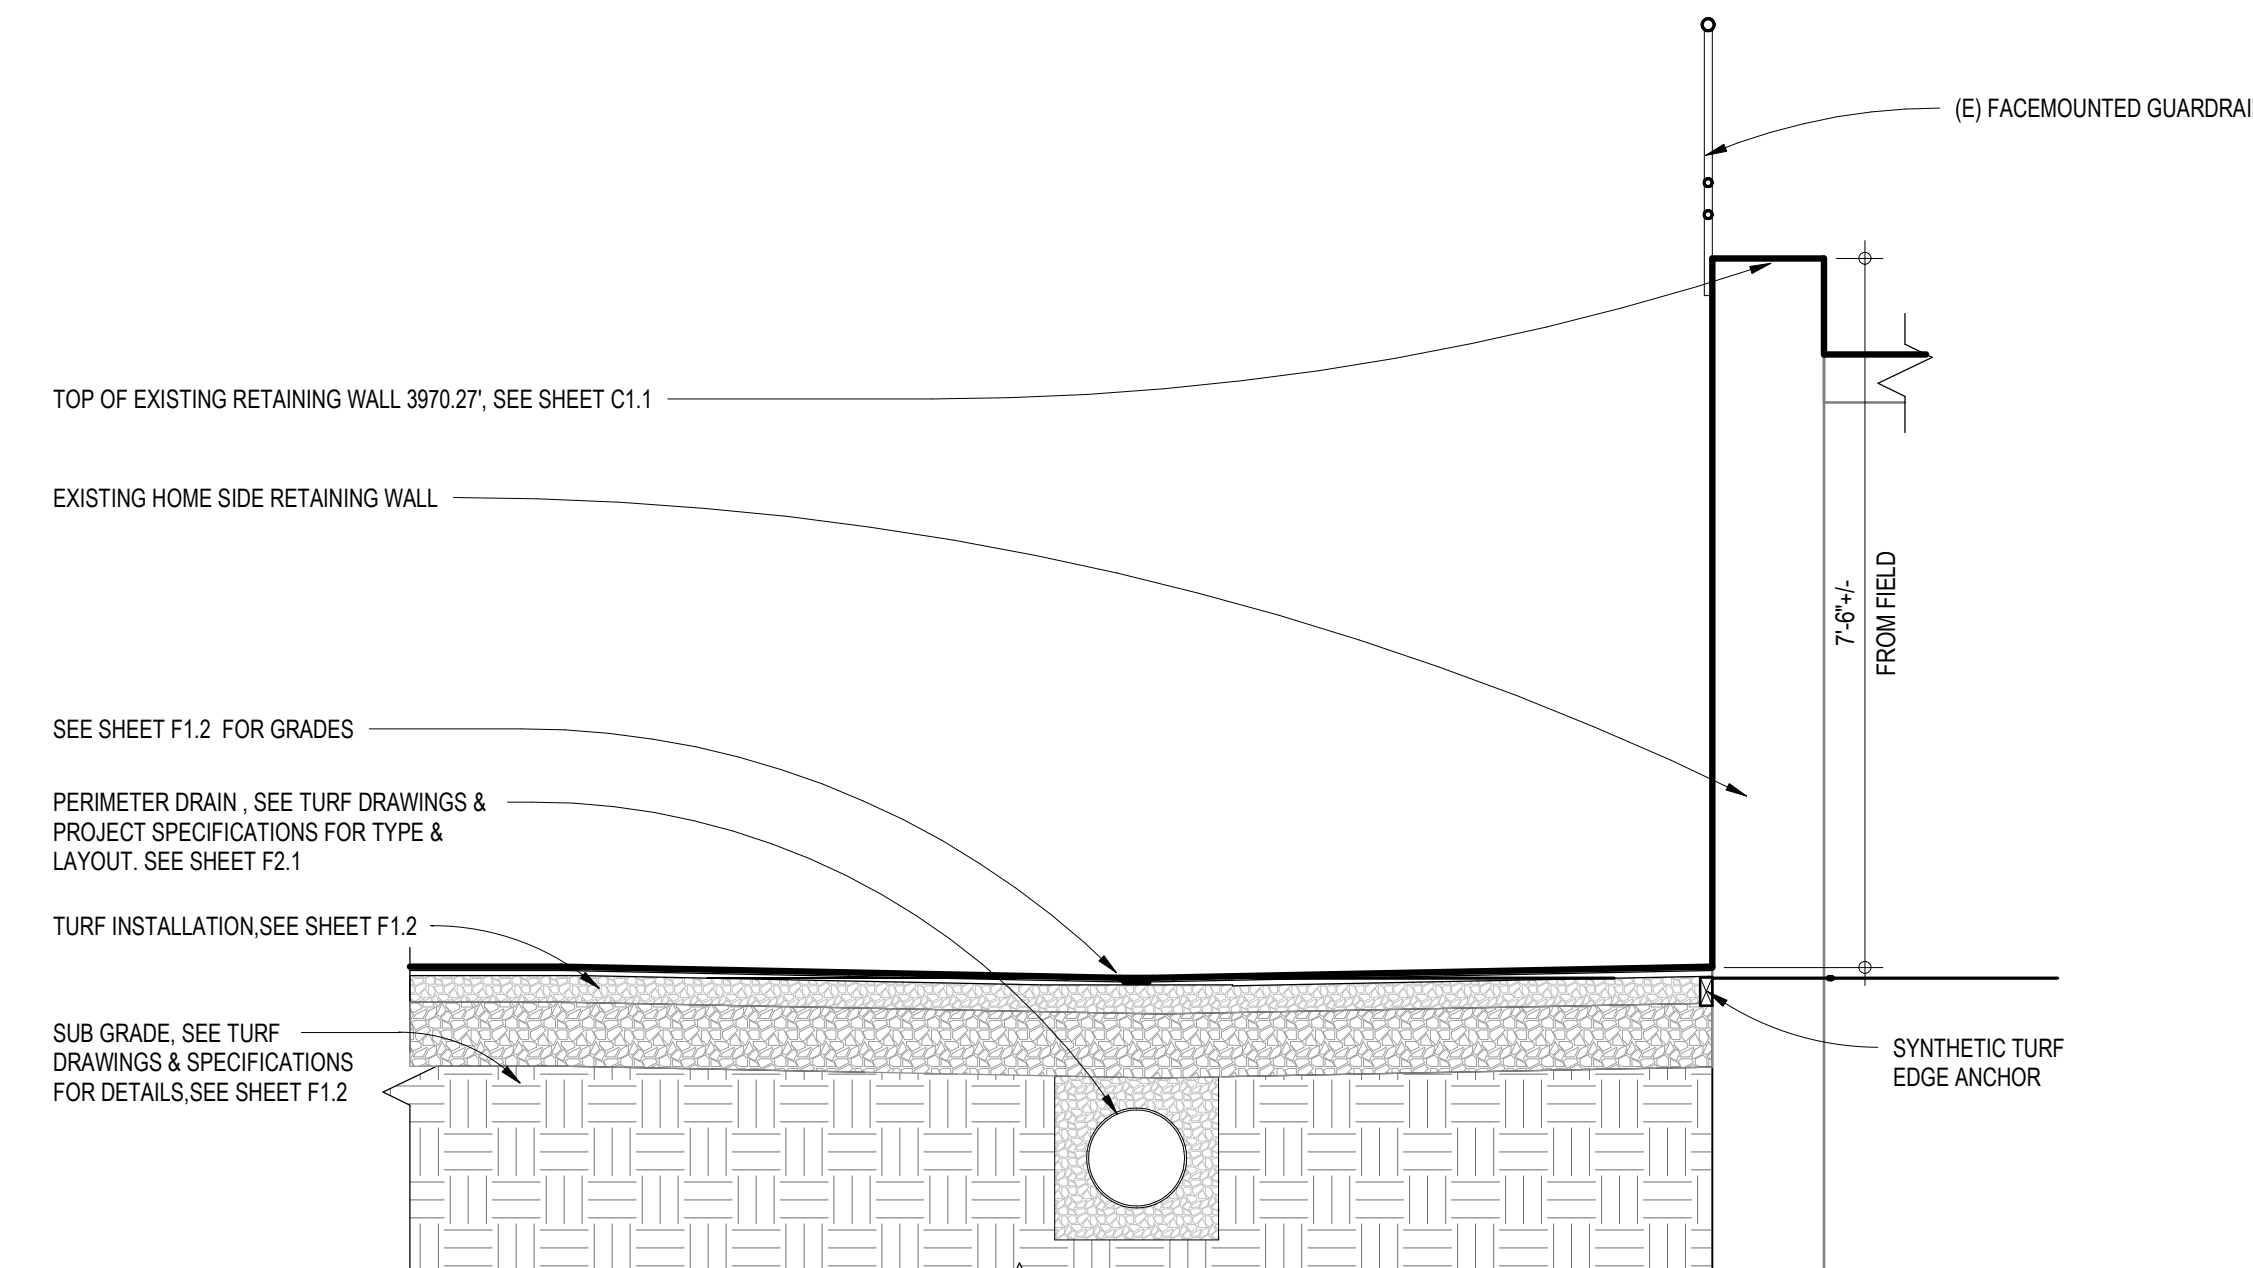 (E) FACEMOUNTED GUARDRAI
TOP OF EXISTING RETAINING WALL 3970.27', SEE SHEET C1.1
EXISTING HOME SIDE RETAINING WALL
7'-6"+/-
FROM FIELD
SEE SHEET F1.2 FOR GRADES
PERIMETER DRAIN , SEE TURF DRAWINGS &
PROJECT SPECIFICATIONS FOR TYPE &
LAYOUT. SEE SHEET F2.1
TURF INSTALLATION,SEE SHEET F1.2
SUB GRADE, SEE TURF
DRAWINGS & SPECIFICATIONS
FOR DETAILS,SEE SHEET F1.2
SYNTHETIC TURF
EDGE ANCHOR